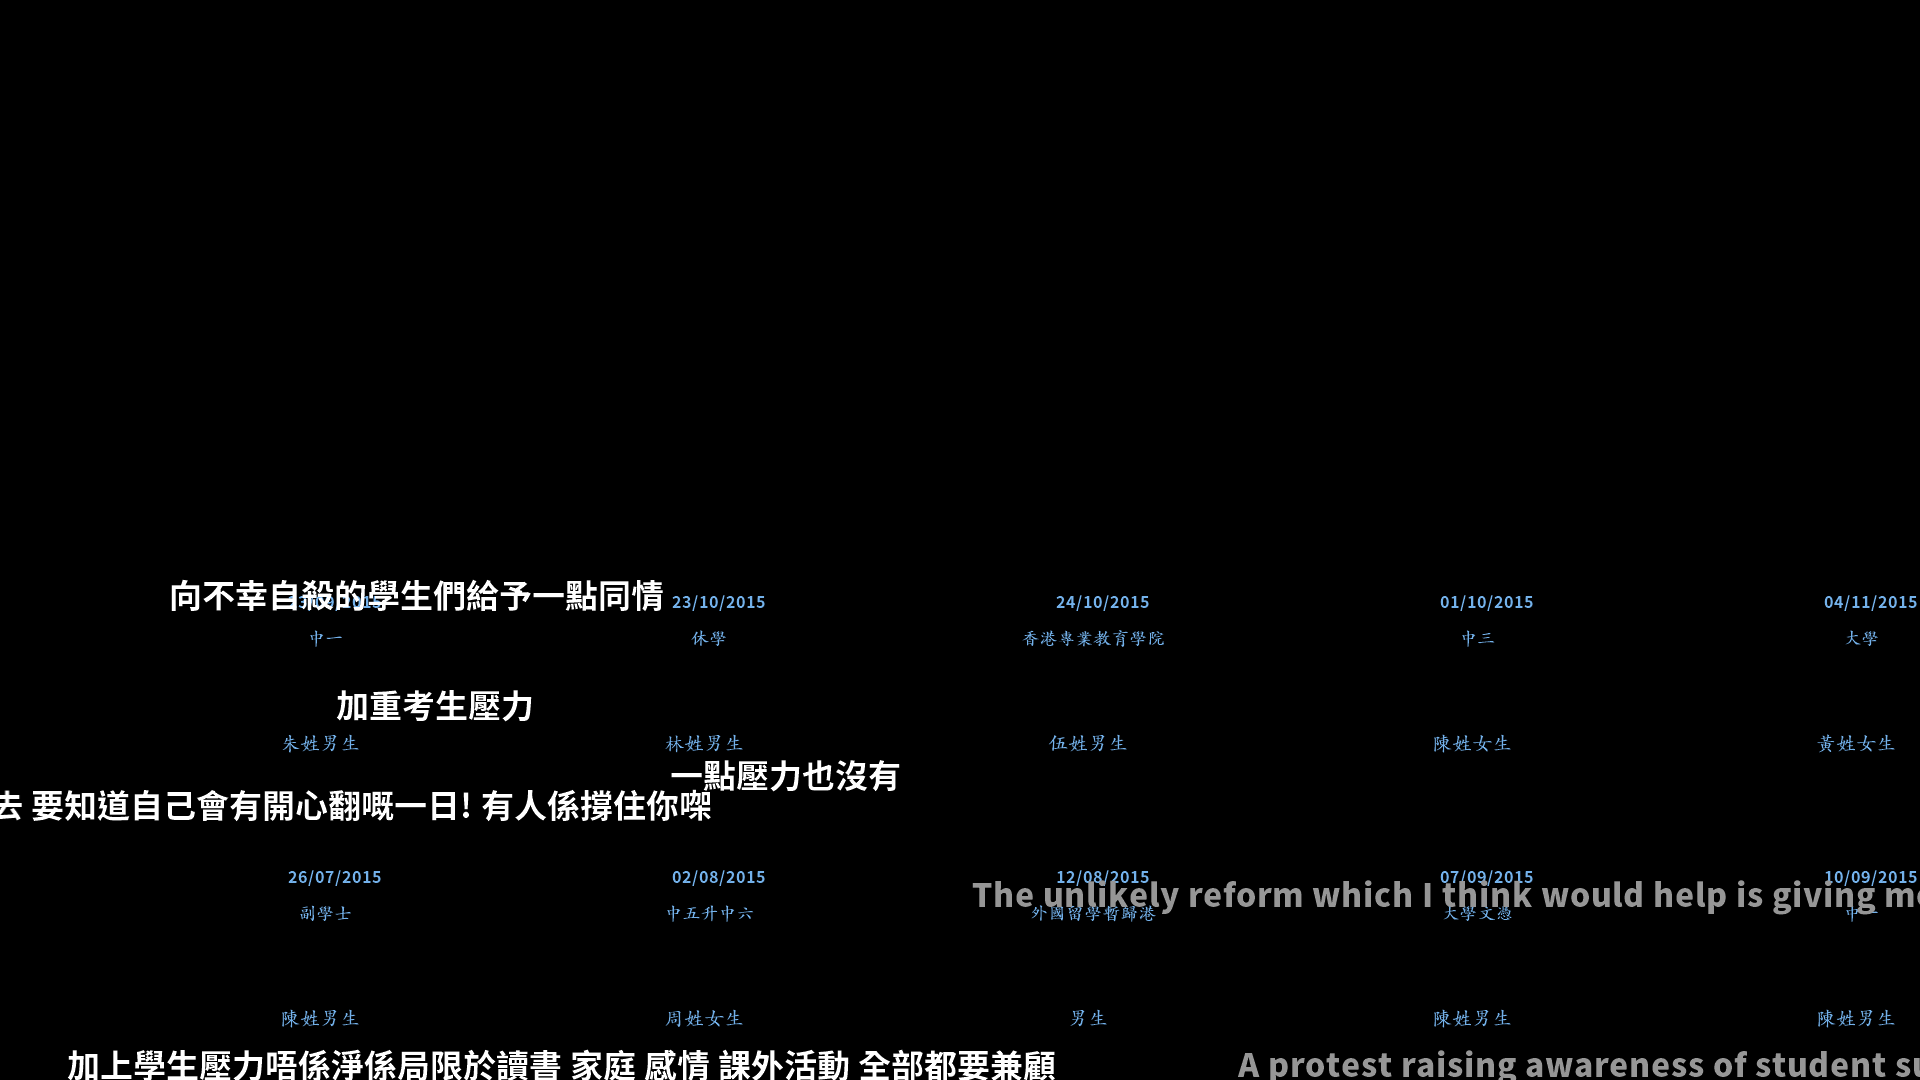 向不幸自殺的學生們給予一點同情
23/10/2015
24/10/2015
01/10/2015
04/11/2015
中一
休學
香港專業教育學院
中三
大學
加重考生壓力
朱姓男生
林姓男生
伍姓男生
陳姓女生
黃姓女生
一點壓力也沒有
去 要知道自己會有開心翻嘅一日! 有人係撐住你㗎
26/07/2015
02/08/2015
12/08/2015
07/09/2015
10/09/2015
The unlikely reform which I think would help is giving
副學士
中五升中六
外國留學暫歸港
大學文憑
中一
陳姓男生
周姓女生
男生
陳姓男生
陳姓男生
加上學生壓力唔係淨係局限於讀書 家庭 感情 課外活動 全部都要兼顧
A protest raising awareness of student